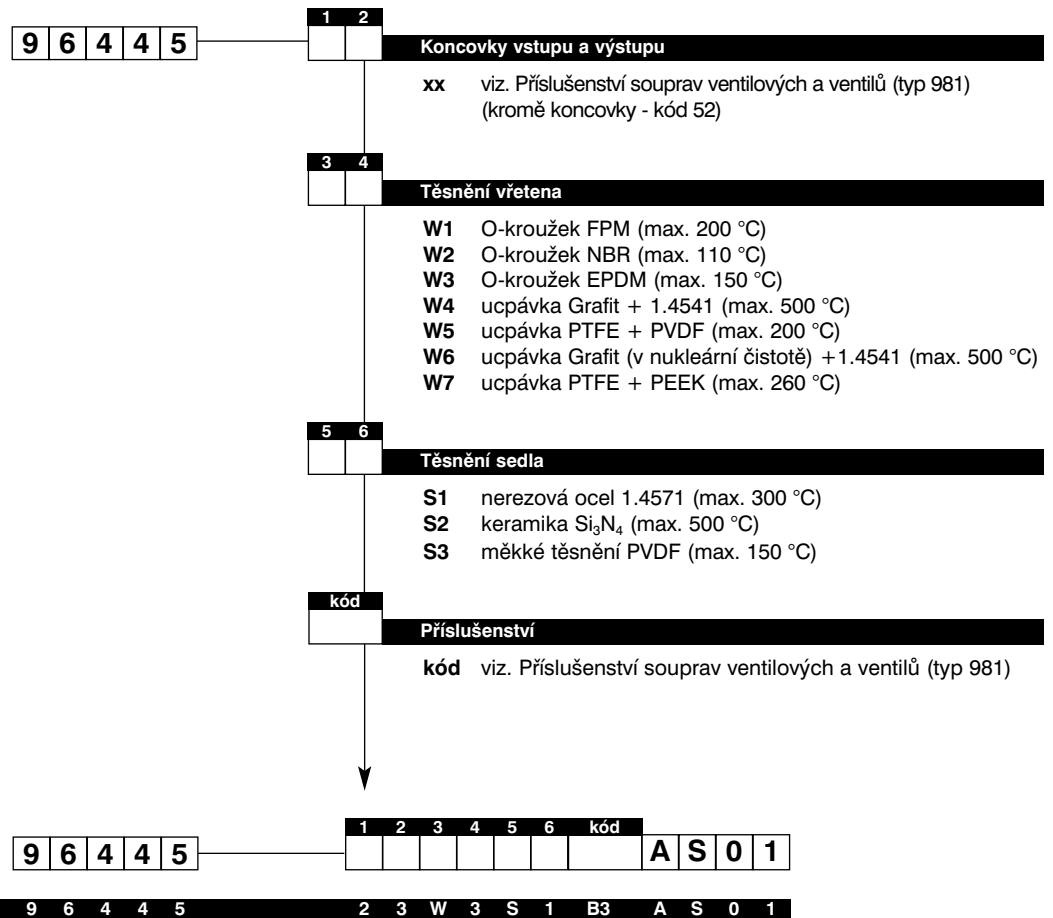 1 2
9 6 4 4 5
Koncovky vstupu a výstupu
xx viz. Příslušenství souprav ventilových a ventilů (typ 981)
(kromě koncovky - kód 52)
3 4
Těsnění vřetena
W1 O-kroužek FPM (max. 200 °C)
W2 O-kroužek NBR (max. 110 °C)
W3 O-kroužek EPDM (max. 150 °C)
W4 ucpávka Grafit + 1.4541 (max. 500 °C)
W5 ucpávka PTFE + PVDF (max. 200 °C)
W6 ucpávka Grafit (v nukleární čistotě) +1.4541 (max. 500 °C)
W7 ucpávka PTFE + PEEK (max. 260 °C)
5 6
Těsnění sedla
S1 nerezová ocel 1.4571 (max. 300 °C)
S2 keramika Si₃N₄ (max. 500 °C)
S3 měkké těsnění PVDF (max. 150 °C)
kód
Příslušenství
kód viz. Příslušenství souprav ventilových a ventilů (typ 981)
1 2 3 4 5 6 kód
9 6 4 4 5 A S 0 1
9 6 4 4 5 2 3 W 3 S 1 B3 A S 0 1